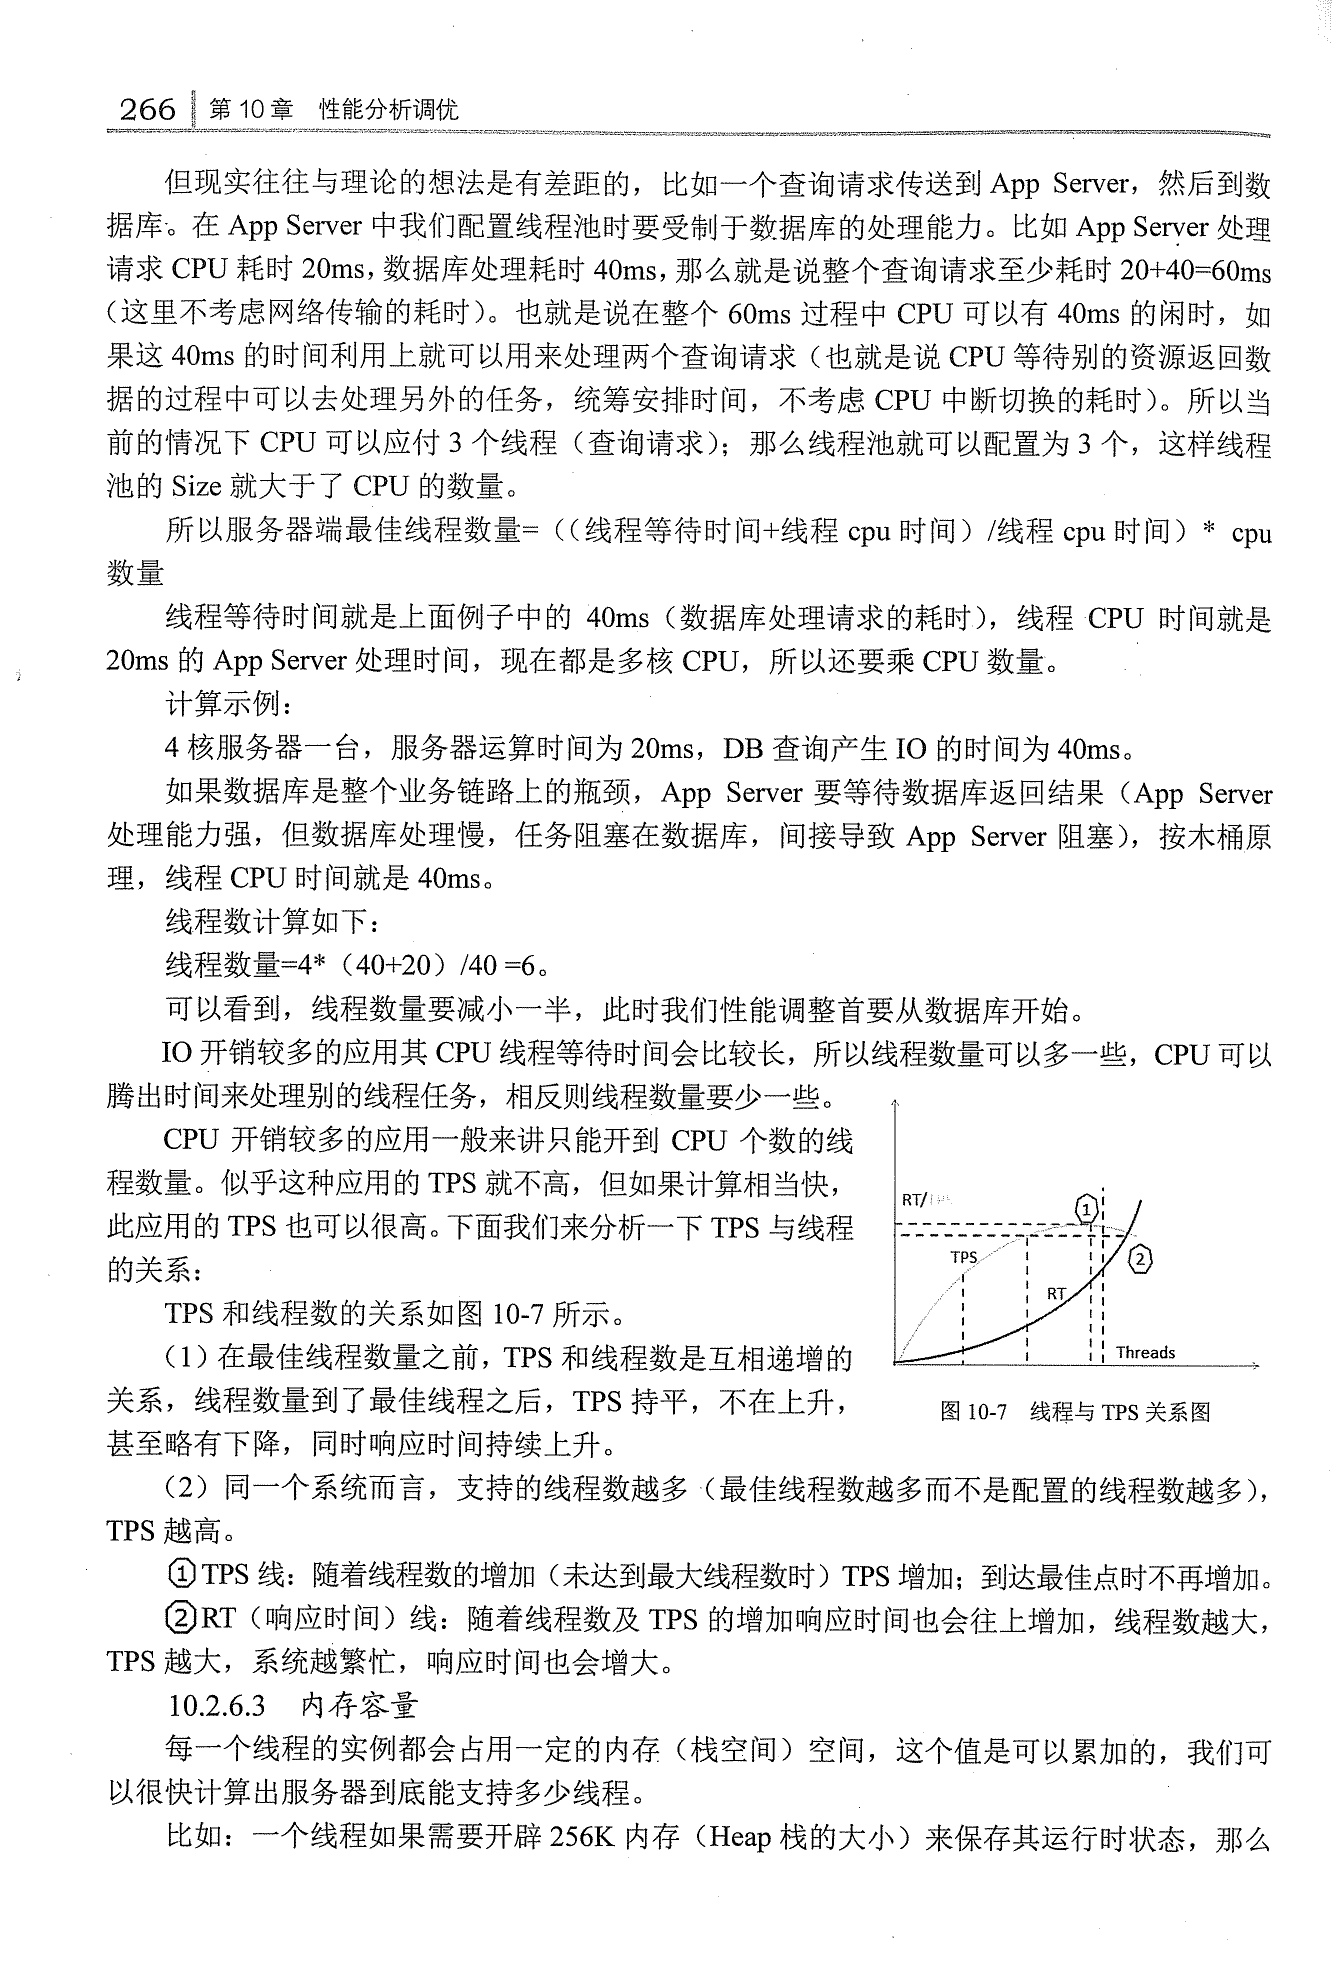 266 第10章 性能分析调优
但现实往往与理论的想法是有差距的，比如一个查询请求传送到 App Server，然后到数
据库。在 App Server 中我们配置线程池时要受制于数据库的处理能力。比如 App Server 处理
请求 CPU 耗时 20ms，数据库处理耗时 40ms，那么就是说整个查询请求至少耗时 20+40=60ms
（这里不考虑网络传输的耗时）。也就是说在整个 60ms 过程中 CPU 可以有 40ms 的闲时，如
果这 40ms 的时间利用上就可以用来处理两个查询请求（也就是说 CPU 等待别的资源返回数
据的过程中可以去处理另外的任务，统筹安排时间，不考虑 CPU 中断切换的耗时）。所以当
前的情况下 CPU 可以应付 3 个线程（查询请求）；那么线程池就可以配置为 3 个，这样线程
池的 Size 就大于了 CPU 的数量。
所以服务器端最佳线程数量=（（线程等待时间+线程 cpu 时间）/线程 cpu 时间）* cpu
数量
线程等待时间就是上面例子中的 40ms（数据库处理请求的耗时），线程 CPU 时间就是
20ms 的 App Server 处理时间，现在都是多核 CPU，所以还要乘 CPU 数量。
计算示例：
4 核服务器一台，服务器运算时间为 20ms，DB 查询产生 IO 的时间为 40ms。
如果数据库是整个业务链路上的瓶颈，App Server 要等待数据库返回结果（App Server
处理能力强，但数据库处理慢，任务阻塞在数据库，间接导致 App Server 阻塞），按木桶原
理，线程 CPU 时间就是 40ms。
线程数计算如下：
线程数量=4*（40+20）/40 =6。
可以看到，线程数量要减小一半，此时我们性能调整首要从数据库开始。
IO 开销较多的应用其 CPU 线程等待时间会比较长，所以线程数量可以多一些，CPU 可以
腾出时间来处理别的线程任务，相反则线程数量要少一些。
CPU 开销较多的应用一般来讲只能开到 CPU 个数的线
程数量。似乎这种应用的 TPS 就不高，但如果计算相当快，
此应用的 TPS 也可以很高。下面我们来分析一下 TPS 与线程
的关系：
TPS 和线程数的关系如图 10-7 所示。
（1）在最佳线程数量之前，TPS 和线程数是互相递增的
关系，线程数量到了最佳线程之后，TPS 持平，不在上升，
甚至略有下降，同时响应时间持续上升。
RT/
①
TPS
②
RT
Threads
图 10-7 线程与 TPS 关系图
（2）同一个系统而言，支持的线程数越多（最佳线程数越多而不是配置的线程数越多），
TPS 越高。
①TPS 线：随着线程数的增加（未达到最大线程数时）TPS 增加；到达最佳点时不再增加。
②RT（响应时间）线：随着线程数及 TPS 的增加响应时间也会往上增加，线程数越大，
TPS 越大，系统越繁忙，响应时间也会增大。
10.2.6.3 内存容量
每一个线程的实例都会占用一定的内存（栈空间）空间，这个值是可以累加的，我们可
以很快计算出服务器到底能支持多少线程。
比如：一个线程如果需要开辟 256K 内存（Heap 栈的大小）来保存其运行时状态，那么